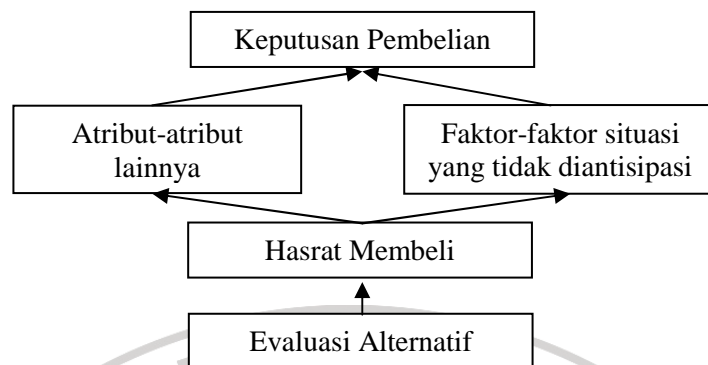 Keputusan Pembelian
Atribut-atribut
lainnya
Faktor-faktor situasi
yang tidak diantisipasi
Hasrat Membeli
Evaluasi Alternatif